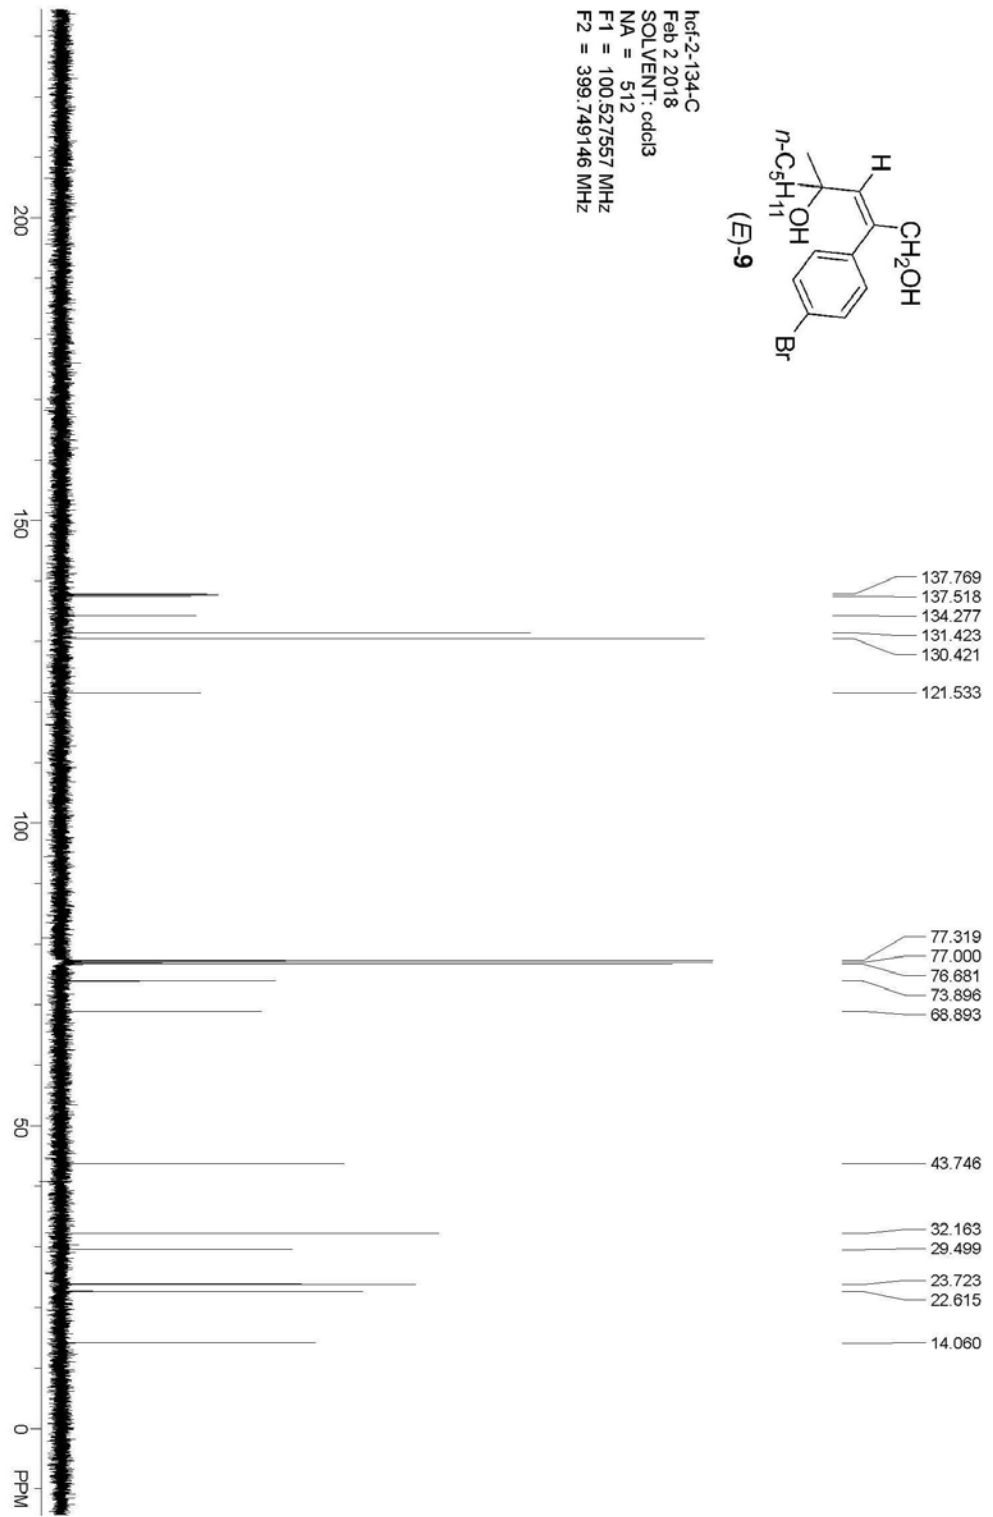 hcf-2-134-C
Feb 2 2018
SOLVENT: cdcl3
NA = 512
F1 = 100.527557 MHz
F2 = 399.749146 MHz
H
CH₂OH
n-C₅H₁₁
OH
Br
(E)-9
137.769
137.518
134.277
131.423
130.421
121.533
77.319
77.000
76.681
73.896
68.893
43.746
32.163
29.499
23.723
22.615
14.060
200 150 100 50 0 PPM